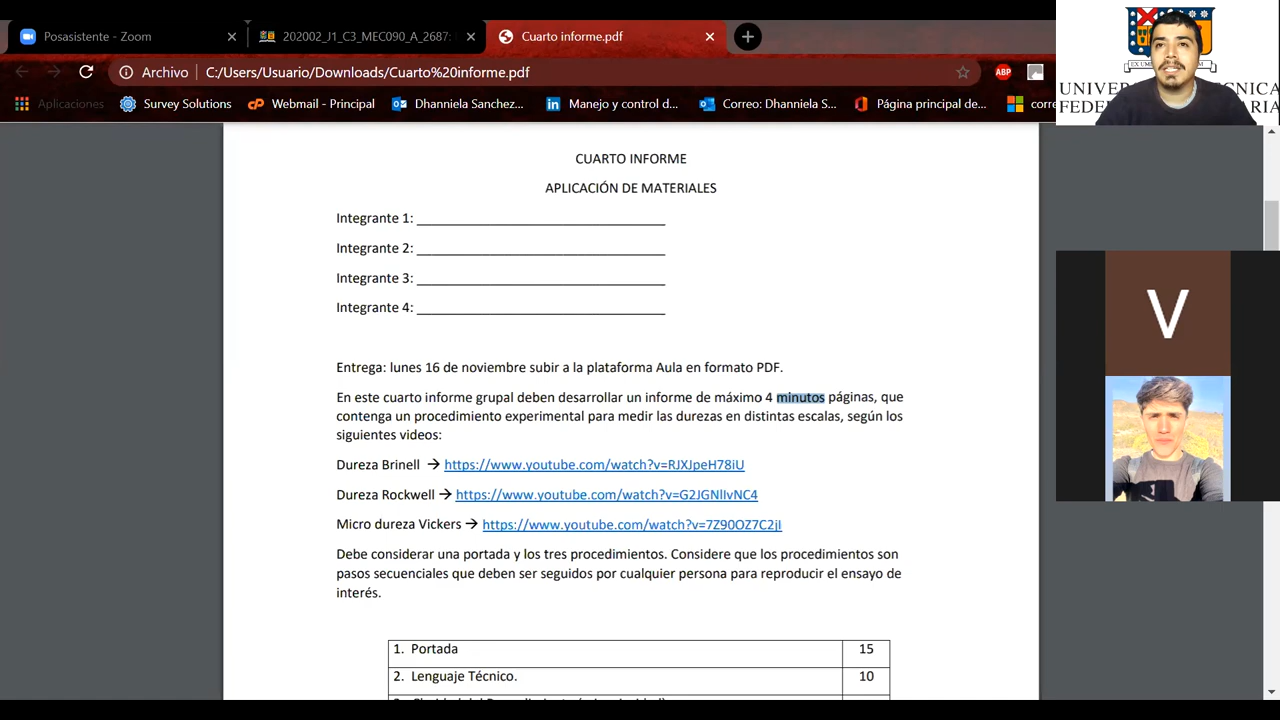 Posasistente - Zoom
202002_J1_C3_MEC090_A_2687:
Cuarto informe.pdf
Archivo
C:/Users/Usuario/Downloads/Cuarto%20informe.pdf
ABP
Aplicaciones
Survey Solutions
Webmail - Principal
Dhanniela Sanchez...
Manejo y control d...
Correo: Dhanniela S...
Página principal de...
corre
CUARTO INFORME
APLICACIÓN DE MATERIALES
Integrante 1: ______________________________
Integrante 2: ______________________________
Integrante 3: ______________________________
Integrante 4: ______________________________
Entrega: lunes 16 de noviembre subir a la plataforma Aula en formato PDF.
En este cuarto informe grupal deben desarrollar un informe de máximo 4 minutos páginas, que
contenga un procedimiento experimental para medir las durezas en distintas escalas, según los
siguientes videos:
Dureza Brinell → https://www.youtube.com/watch?v=RJXJpeH78iU
Dureza Rockwell → https://www.youtube.com/watch?v=G2JGNlIvNC4
Micro dureza Vickers → https://www.youtube.com/watch?v=7Z90OZ7C2jI
Debe considerar una portada y los tres procedimientos. Considere que los procedimientos son
pasos secuenciales que deben ser seguidos por cualquier persona para reproducir el ensayo de
interés.
1. Portada 15
2. Lenguaje Técnico. 10
V